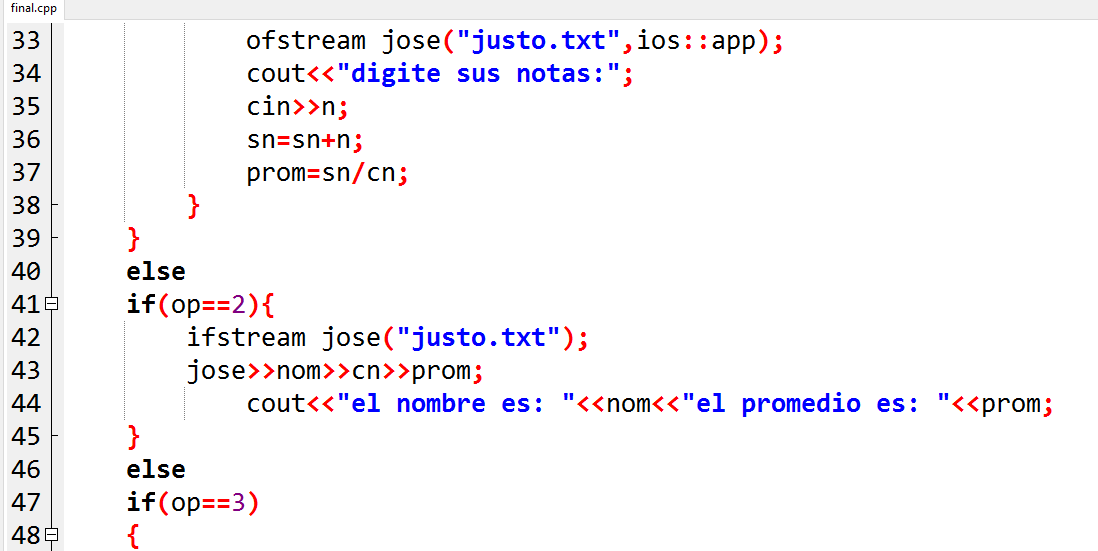 final.cpp
33 ofstream jose("justo.txt",ios::app);
34 cout<<"digite sus notas:";
35 cin>>n;
36 sn=sn+n;
37 prom=sn/cn;
38 }
39 }
40 else
41 if(op==2){
42 ifstream jose("justo.txt");
43 jose>>nom>>cn>>prom;
44 cout<<"el nombre es: "<<nom<<"el promedio es: "<<prom;
45 }
46 else
47 if(op==3)
48 {